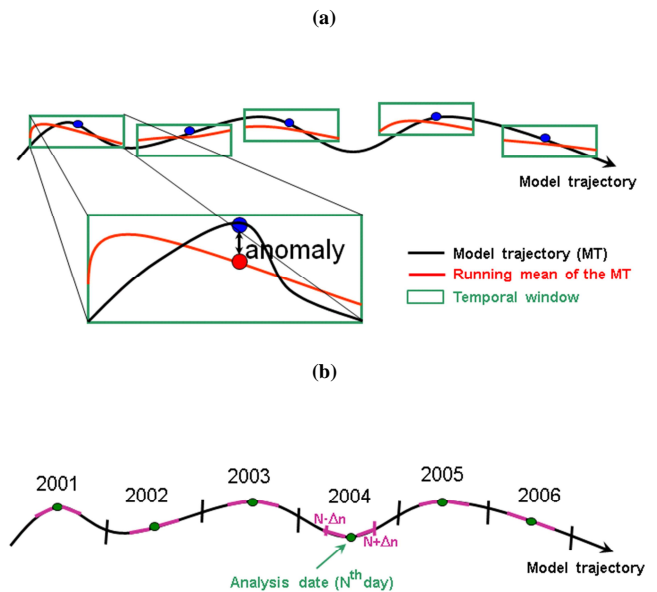 (a)
Model trajectory
anomaly
Model trajectory (MT)
Running mean of the MT
Temporal window
(b)
2001
2002
2003
2004
2005
2006
N-Δn
N+Δn
Analysis date (Nth day)
Model trajectory